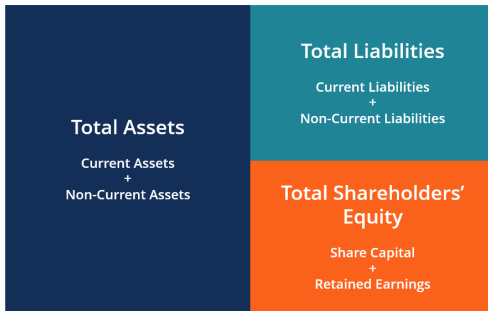 Total Assets
Current Assets
+
Non-Current Assets
Total Liabilities
Current Liabilities
+
Non-Current Liabilities
Total Shareholders’
Equity
Share Capital
+
Retained Earnings